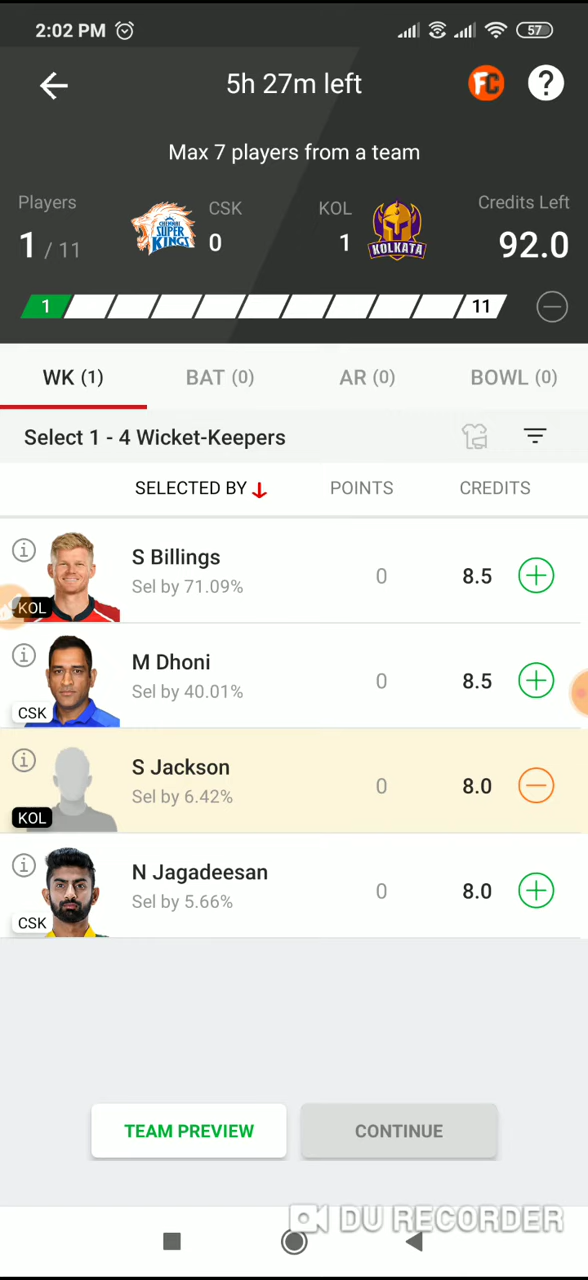 2:02 PM 57
5h 27m left FC ?
Max 7 players from a team
Players CSK KOL Credits Left
1 / 11 CHENNAI SUPER KINGS 0 1 KOLKATA 92.0
1 11
WK (1) BAT (0) AR (0) BOWL (0)
Select 1 - 4 Wicket-Keepers
SELECTED BY POINTS CREDITS
S Billings
Sel by 71.09% 0 8.5
KOL
M Dhoni
Sel by 40.01% 0 8.5
CSK
S Jackson
Sel by 6.42% 0 8.0
KOL
N Jagadeesan
Sel by 5.66% 0 8.0
CSK
TEAM PREVIEW CONTINUE
DU RECORDER